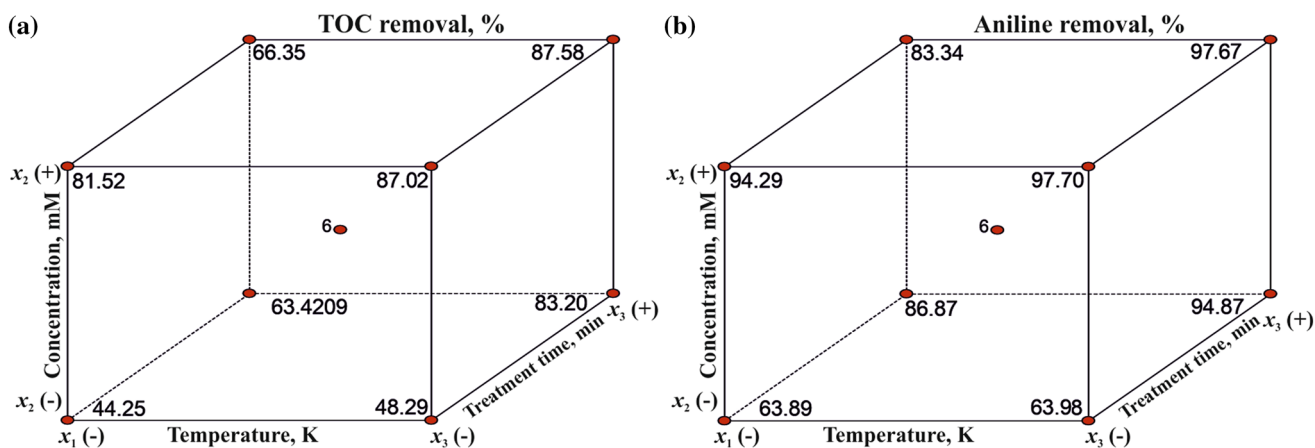 (a) TOC removal, %
66.35 87.58
x₂ (+) 81.52 87.02
Concentration, mM
6
63.4209 83.20
x₃ (+)
Treatment time, min
x₂ (-) 44.25 48.29
x₁ (-) Temperature, K x₃ (-)
(b) Aniline removal, %
83.34 97.67
x₂ (+) 94.29 97.70
Concentration, mM
6
86.87 94.87
x₃ (+)
Treatment time, min
x₂ (-) 63.89 63.98
x₁ (-) Temperature, K x₃ (-)